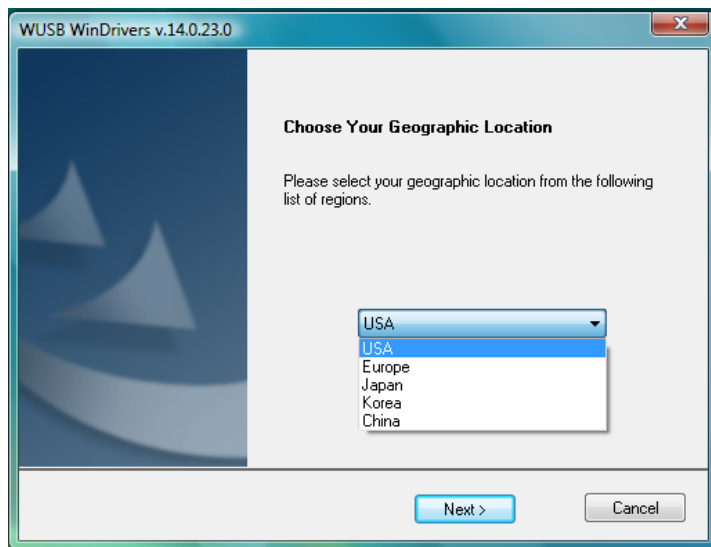 WUSB WinDrivers v.14.0.23.0
Choose Your Geographic Location
Please select your geographic location from the following
list of regions.
USA
USA
Europe
Japan
Korea
China
Next >
Cancel